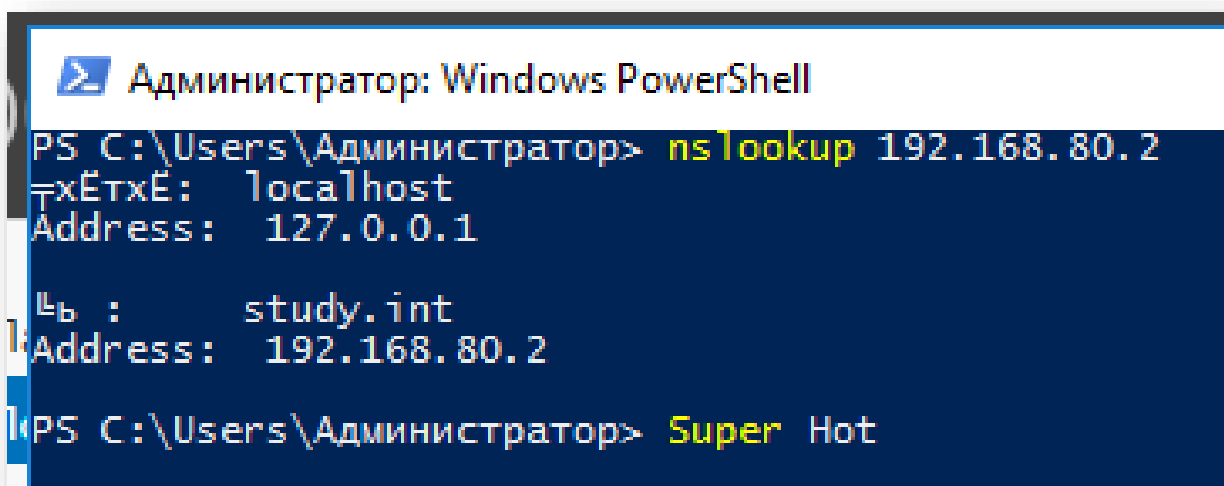 Администратор: Windows PowerShell
PS C:\Users\Администратор> nslookup 192.168.80.2
╤хЁтхЁ:  localhost
Address:  127.0.0.1
╚ь :     study.int
Address:  192.168.80.2
PS C:\Users\Администратор> Super Hot